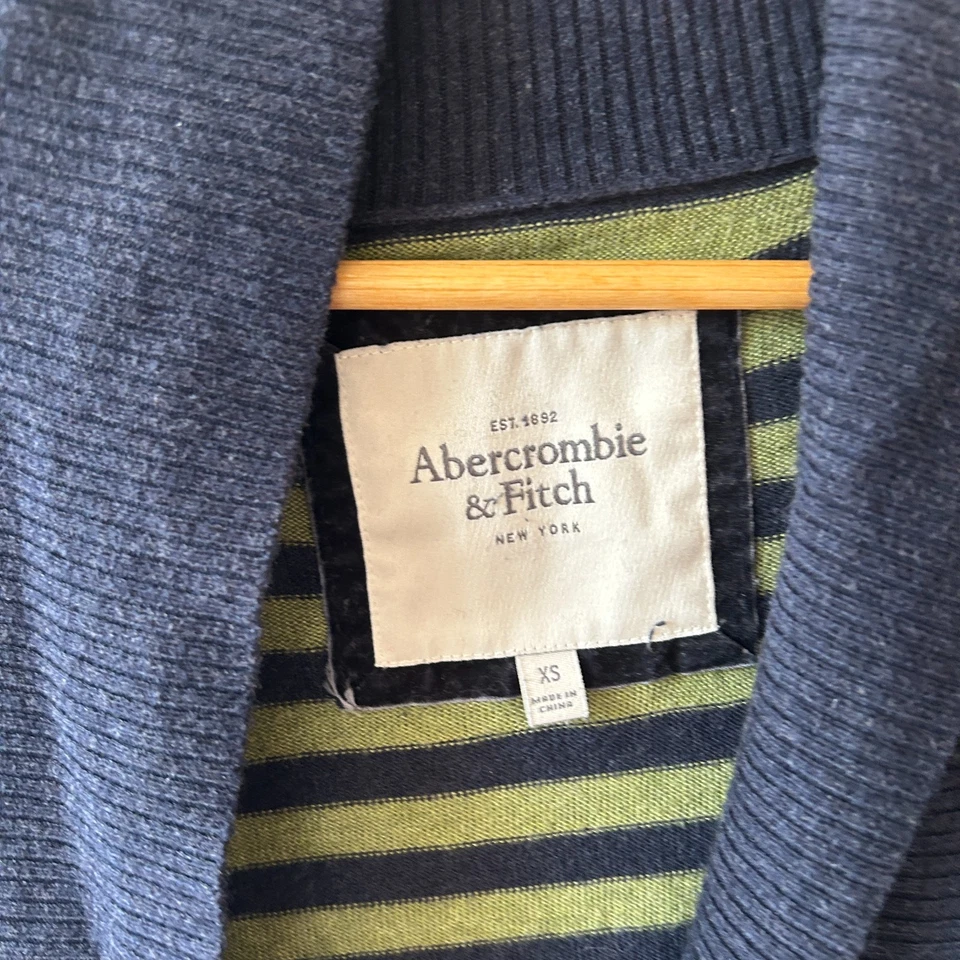 EST. 1892
Abercrombie
& Fitch
NEW YORK
XS
MADE IN
CHINA